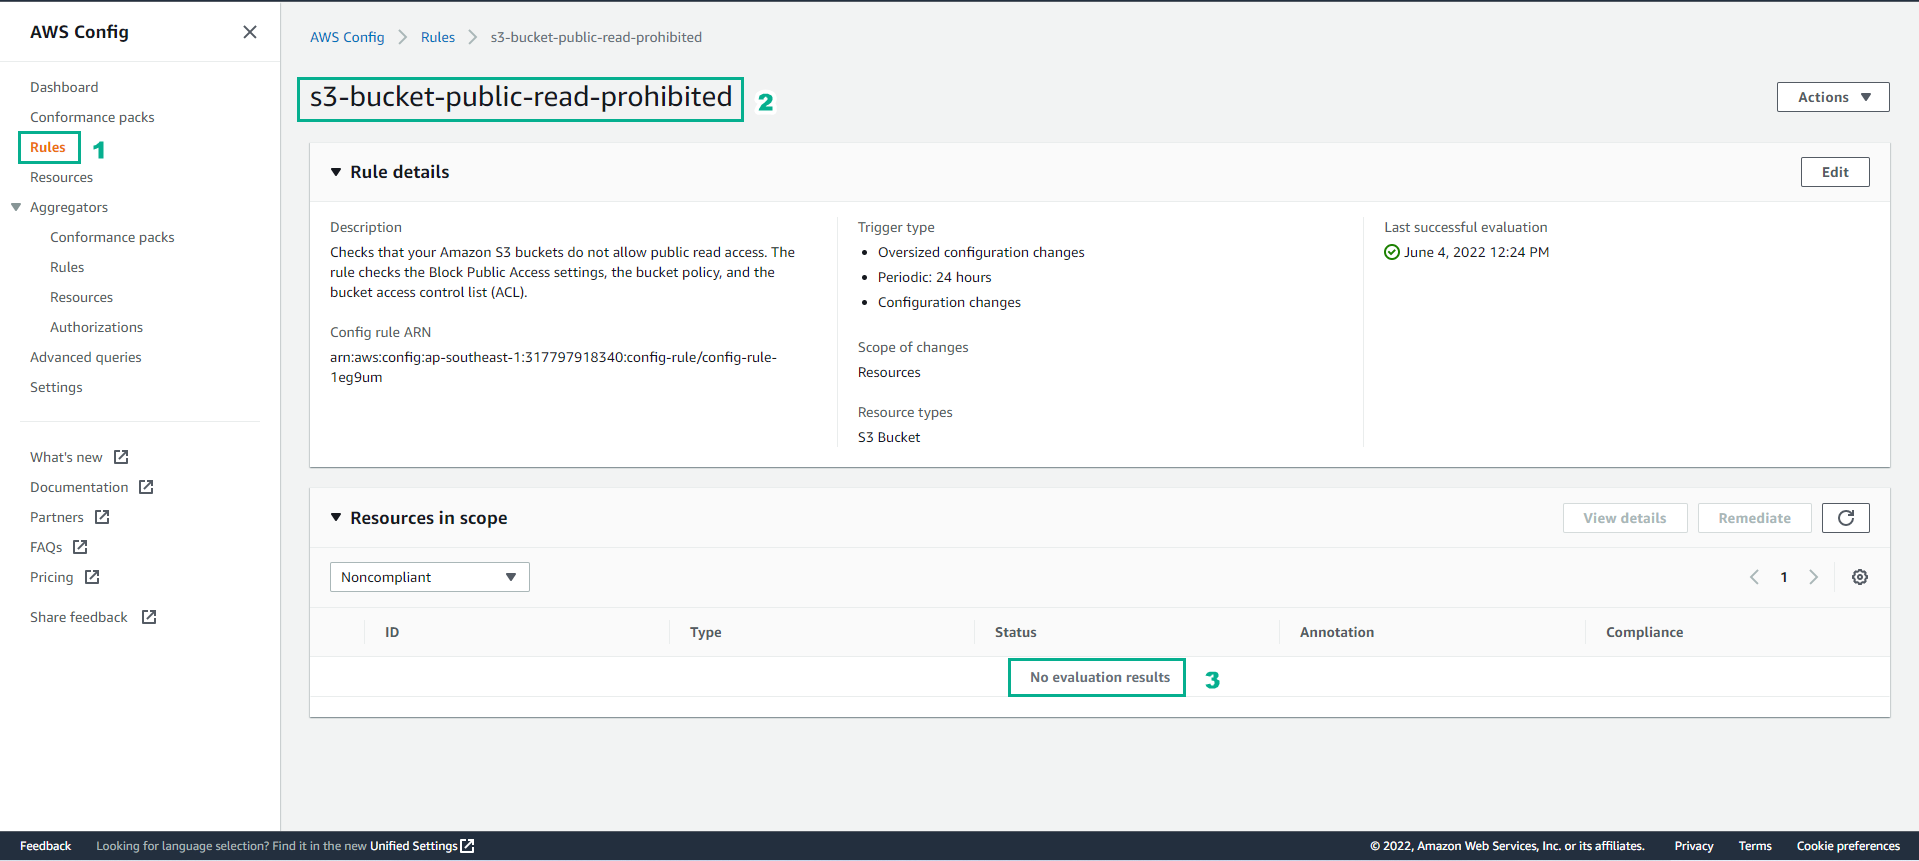 AWS Config
Dashboard
Conformance packs
Rules
1
Resources
Aggregators
Conformance packs
Rules
Resources
Authorizations
Advanced queries
Settings
What's new
Documentation
Partners
FAQs
Pricing
Share feedback
AWS Config
Rules
s3-bucket-public-read-prohibited
s3-bucket-public-read-prohibited
2
Actions
Rule details
Edit
Description
Checks that your Amazon S3 buckets do not allow public read access. The
rule checks the Block Public Access settings, the bucket policy, and the
bucket access control list (ACL).
Config rule ARN
arn:aws:config:ap-southeast-1:317797918340:config-rule/config-rule-
1eg9um
Trigger type
Oversized configuration changes
Periodic: 24 hours
Configuration changes
Scope of changes
Resources
Resource types
S3 Bucket
Last successful evaluation
June 4, 2022 12:24 PM
Resources in scope
View details
Remediate
Noncompliant
1
ID
Type
Status
Annotation
Compliance
No evaluation results
3
Feedback
Looking for language selection? Find it in the new Unified Settings
© 2022, Amazon Web Services, Inc. or its affiliates.
Privacy
Terms
Cookie preferences